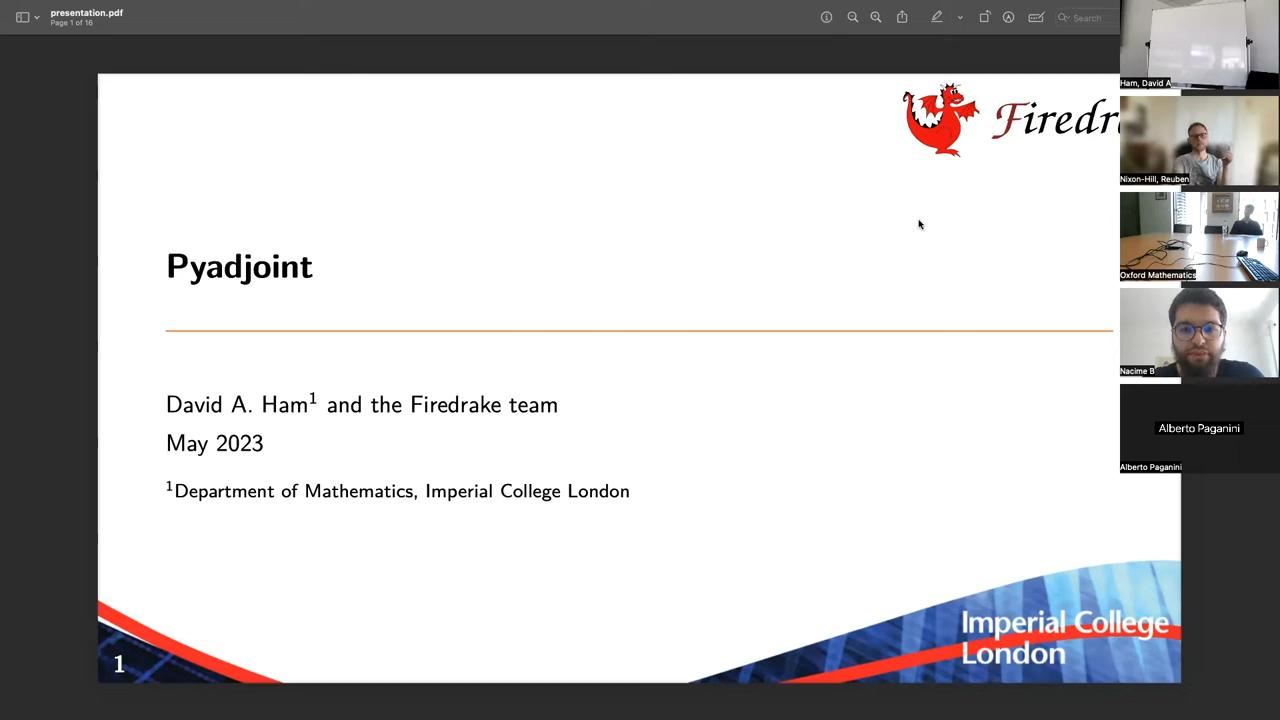 presentation.pdf
Page 1 of 16
Search
Firedr
Pyadjoint
David A. Ham1 and the Firedrake team
May 2023
1Department of Mathematics, Imperial College London
1
Imperial College
London
Ham, David A
Nixon-Hill, Reuben
Oxford Mathematics
Nacime B
Alberto Paganini
Alberto Paganini